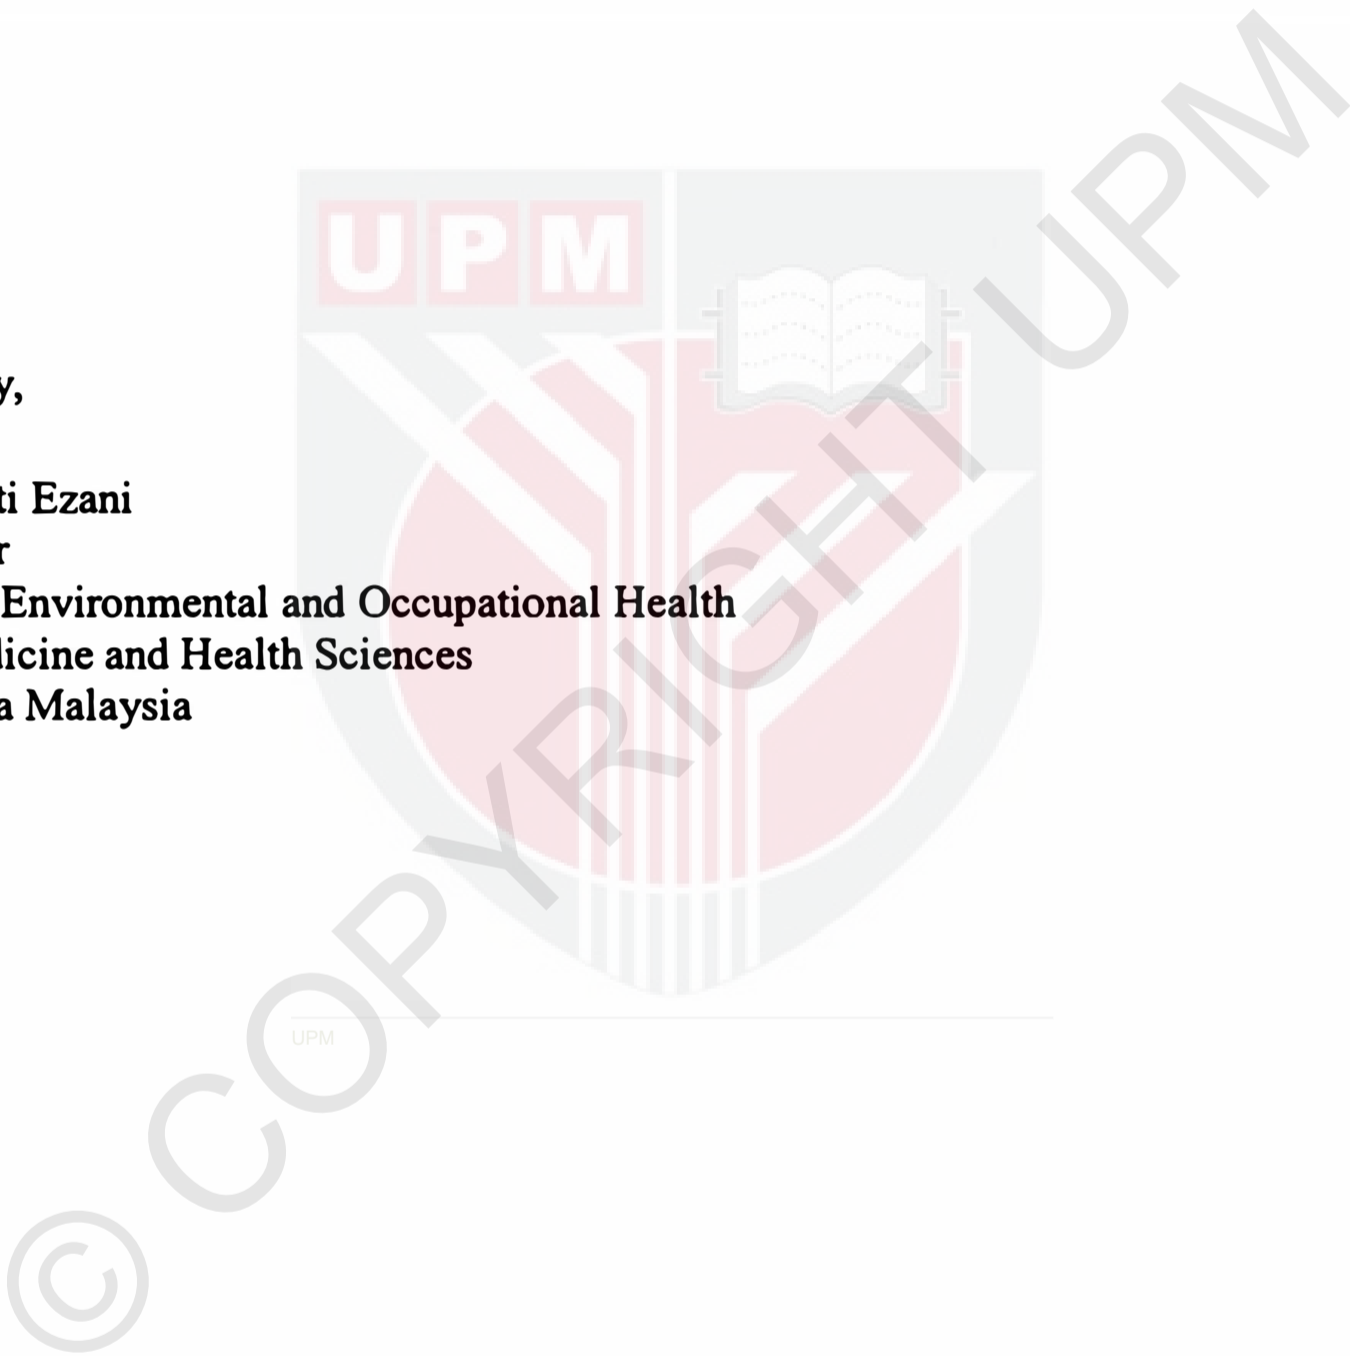 UPM
y,
ti Ezani
r
Environmental and Occupational Health
licine and Health Sciences
a Malaysia
UPM
© COPYRIGHT UPM